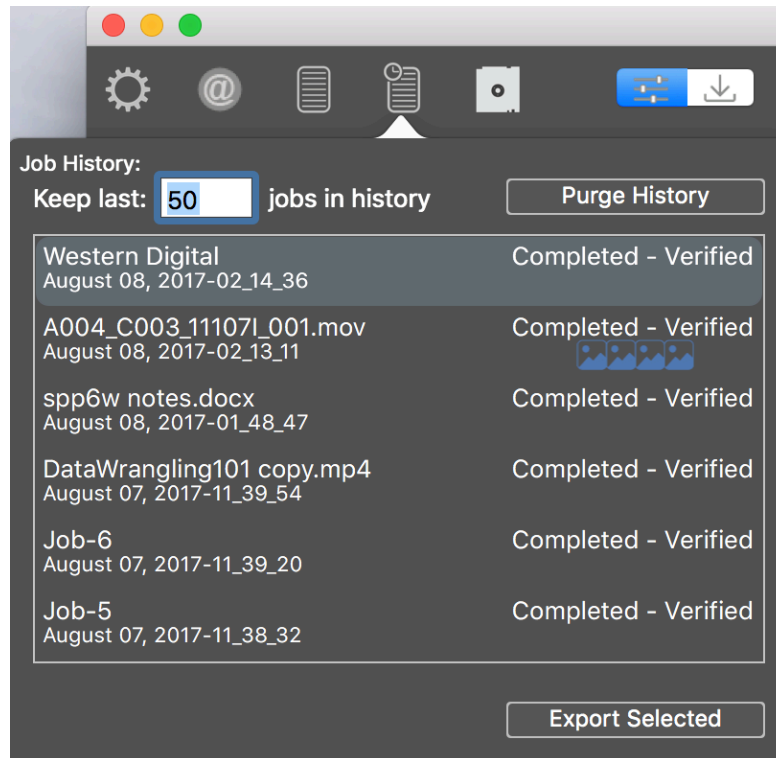 @
Job History:
Keep last: 50 jobs in history
Purge History
Western Digital Completed - Verified
August 08, 2017-02_14_36
A004_C003_11107I_001.mov Completed - Verified
August 08, 2017-02_13_11
spp6w notes.docx Completed - Verified
August 08, 2017-01_48_47
DataWrangling101 copy.mp4 Completed - Verified
August 07, 2017-11_39_54
Job-6 Completed - Verified
August 07, 2017-11_39_20
Job-5 Completed - Verified
August 07, 2017-11_38_32
Export Selected